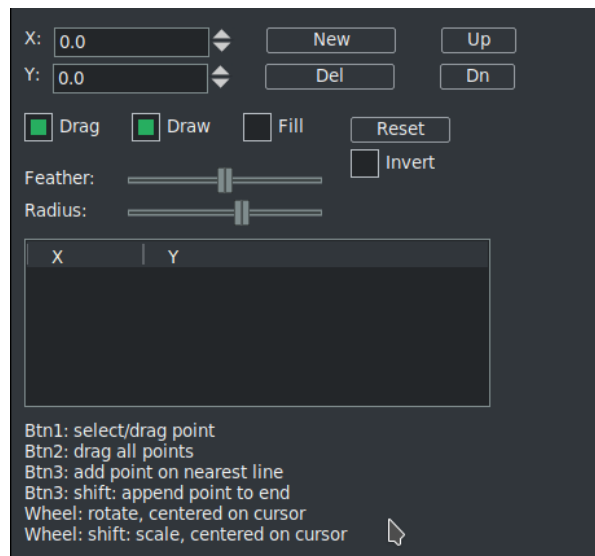 X: 0.0 New Up
Y: 0.0 Del Dn
Drag Draw Fill Reset
Invert
Feather:
Radius:
X Y
Btn1: select/drag point
Btn2: drag all points
Btn3: add point on nearest line
Btn3: shift: append point to end
Wheel: rotate, centered on cursor
Wheel: shift: scale, centered on cursor